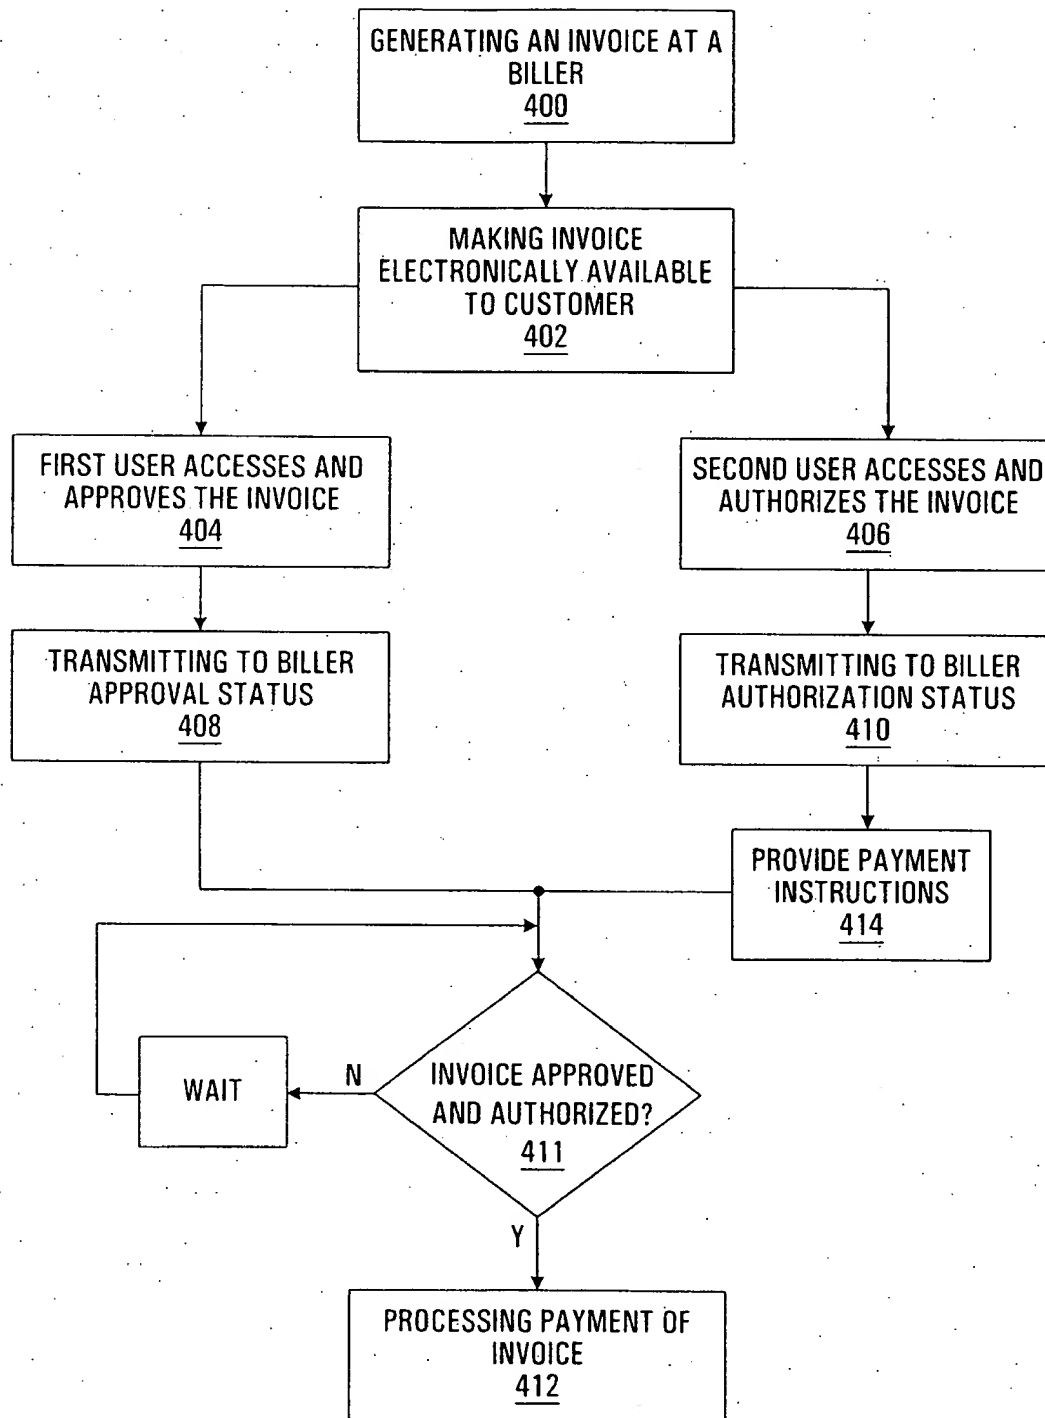 GENERATING AN INVOICE AT A
BILLER
400
MAKING INVOICE
ELECTRONICALLY AVAILABLE
TO CUSTOMER
402
FIRST USER ACCESSES AND
APPROVES THE INVOICE
404
SECOND USER ACCESSES AND
AUTHORIZES THE INVOICE
406
TRANSMITTING TO BILLER
APPROVAL STATUS
408
TRANSMITTING TO BILLER
AUTHORIZATION STATUS
410
PROVIDE PAYMENT
INSTRUCTIONS
414
WAIT
N
INVOICE APPROVED
AND AUTHORIZED?
411
Y
PROCESSING PAYMENT OF
INVOICE
412